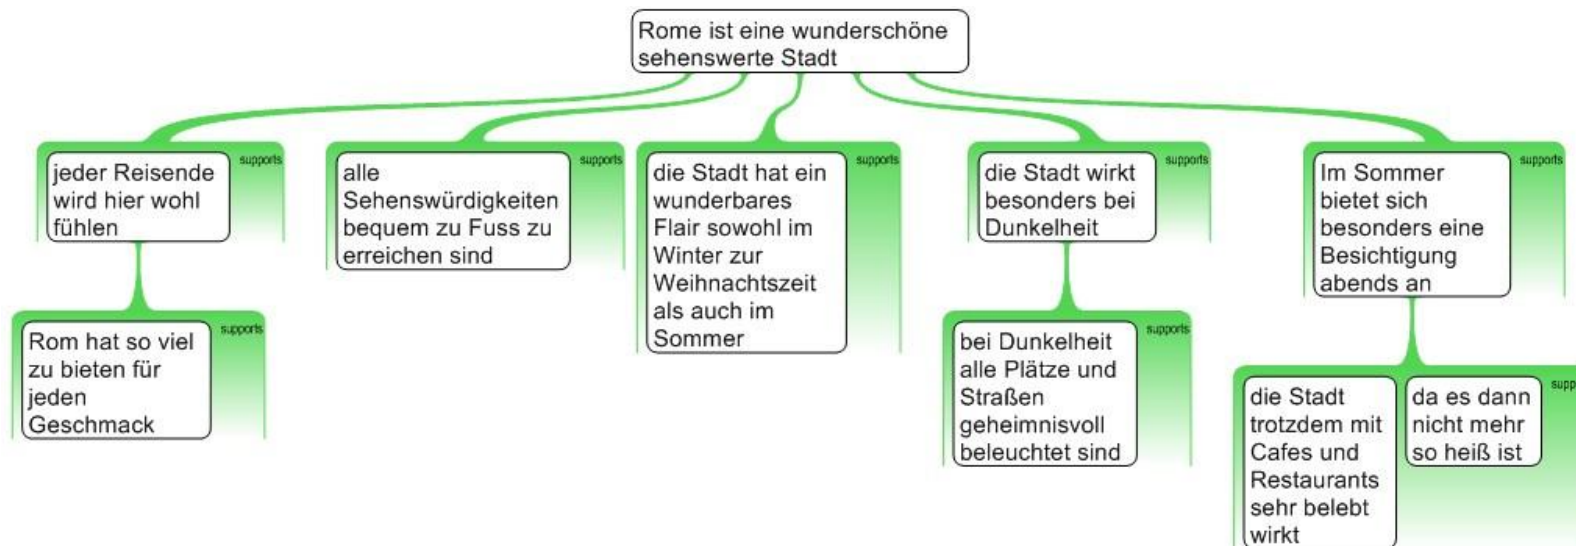 Rome ist eine wunderschöne
sehenswerte Stadt
supports
jeder Reisende
wird hier wohl
fühlen
supports
alle
Sehenswürdigkeiten
bequem zu Fuss zu
erreichen sind
supports
die Stadt hat ein
wunderbares
Flair sowohl im
Winter zur
Weihnachtszeit
als auch im
Sommer
supports
die Stadt wirkt
besonders bei
Dunkelheit
supports
Im Sommer
bietet sich
besonders eine
Besichtigung
abends an
supports
Rom hat so viel
zu bieten für
jeden
Geschmack
supports
bei Dunkelheit
alle Plätze und
Straßen
geheimnisvoll
beleuchtet sind
die Stadt
trotzdem mit
Cafes und
Restaurants
sehr belebt
wirkt
supp
da es dann
nicht mehr
so heiß ist